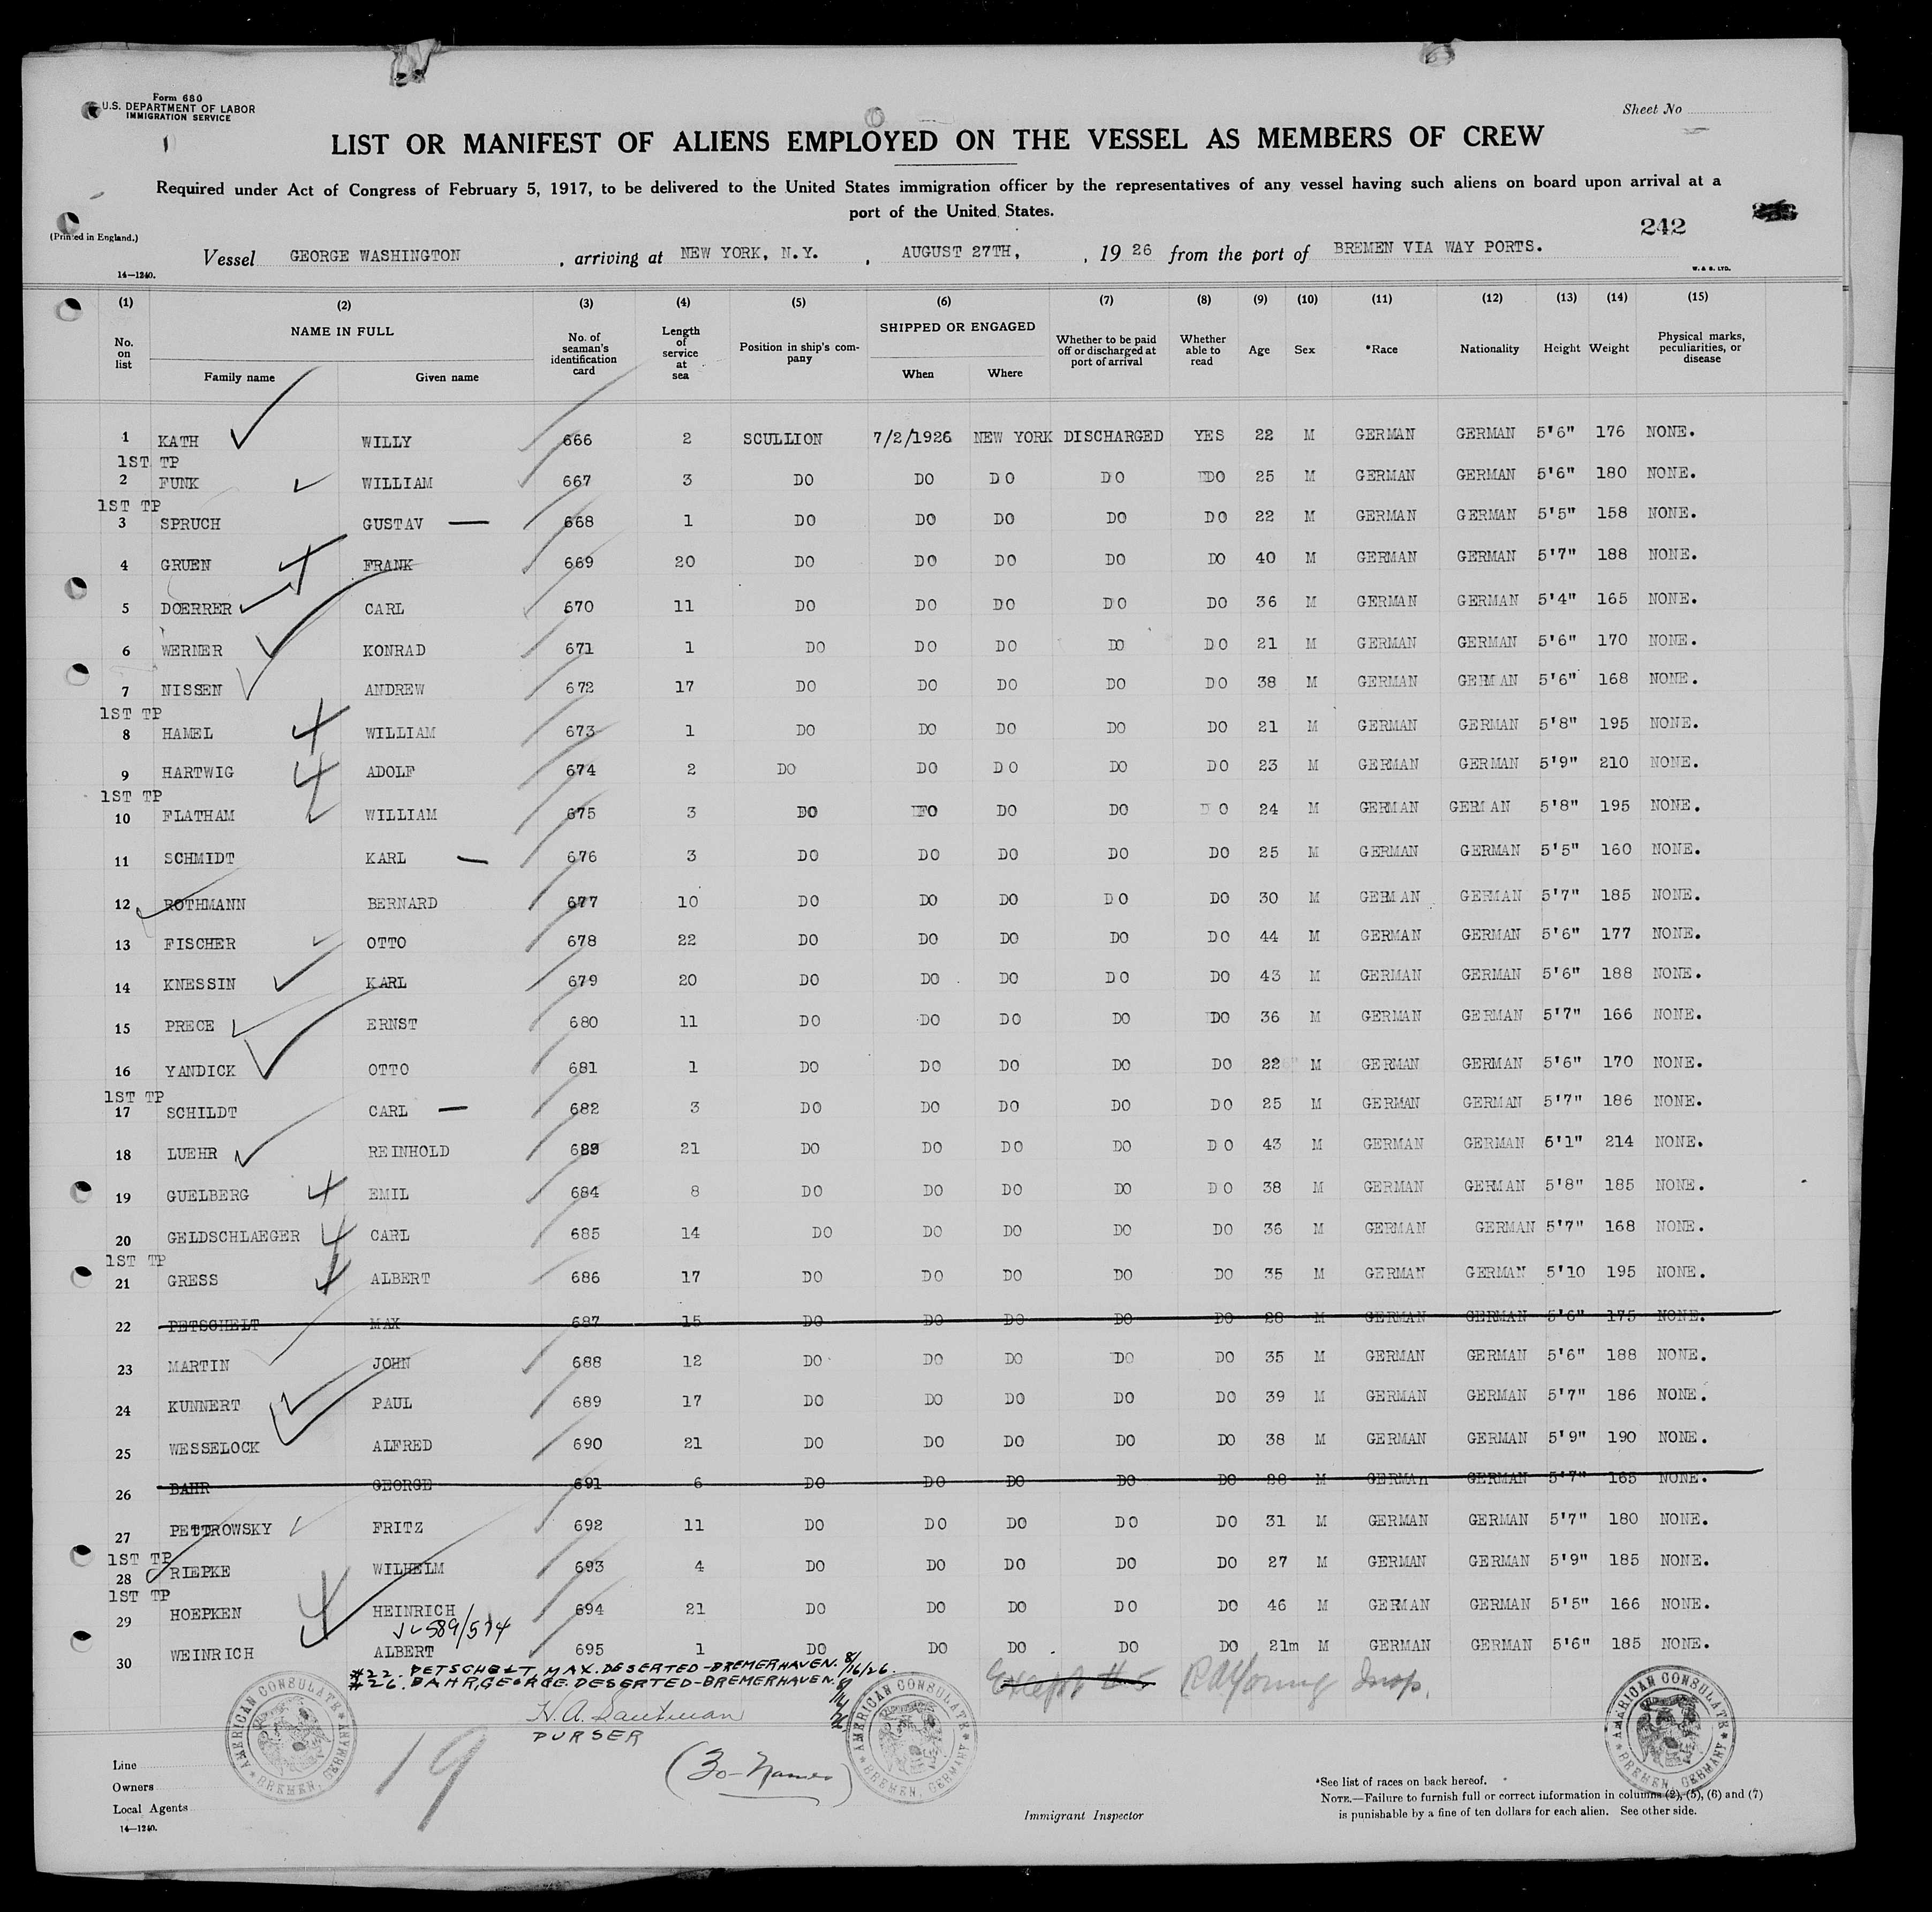 Form 680
U.S. DEPARTMENT OF LABOR
IMMIGRATION SERVICE
Sheet No
LIST OR MANIFEST OF ALIENS EMPLOYED ON THE VESSEL AS MEMBERS OF CREW
Required under Act of Congress of February 5, 1917, to be delivered to the United States immigration officer by the representatives of any vessel having such aliens on board upon arrival at a
port of the United States.
242
(Printed in England.)
Vessel GEORGE WASHINGTON , arriving at NEW YORK, N.Y. , AUGUST 27TH, , 19 26 from the port of BREMEN VIA WAY PORTS.
14—1240.
W. & S. LTD.
(1) (2) (3) (4) (5) (6) (7) (8) (9) (10) (11) (12) (13) (14) (15)
No. on list NAME IN FULL Family name Given name No. of seaman's identification card Length of service at sea Position in ship's company SHIPPED OR ENGAGED When Where Whether to be paid off or discharged at port of arrival Whether able to read Age Sex *Race Nationality Height Weight Physical marks, peculiarities, or disease
1 KATH WILLY 666 2 SCULLION 7/2/1926 NEW YORK DISCHARGED YES 22 M GERMAN GERMAN 5'6" 176 NONE.
1ST TP
2 FUNK WILLIAM 667 3 DO DO DO DO DO 25 M GERMAN GERMAN 5'6" 180 NONE.
1ST TP
3 SPRUCH GUSTAV — 668 1 DO DO DO DO DO 22 M GERMAN GERMAN 5'5" 158 NONE.
4 GRUEN FRANK 669 20 DO DO DO DO DO 40 M GERMAN GERMAN 5'7" 188 NONE.
5 DOERRER CARL 670 11 DO DO DO DO DO 36 M GERMAN GERMAN 5'4" 165 NONE.
6 WERNER KONRAD 671 1 DO DO DO DO DO 21 M GERMAN GERMAN 5'6" 170 NONE.
7 NISSEN ANDREW 672 17 DO DO DO DO DO 38 M GERMAN GERMAN 5'6" 168 NONE.
1ST TP
8 HAMEL WILLIAM 673 1 DO DO DO DO DO 21 M GERMAN GERMAN 5'8" 195 NONE.
9 HARTWIG ADOLF 674 2 DO DO DO DO DO 23 M GERMAN GERMAN 5'9" 210 NONE.
1ST TP
10 FLATHAM WILLIAM 675 3 DO DO DO DO DO 24 M GERMAN GERMAN 5'8" 195 NONE.
11 SCHMIDT KARL — 676 3 DO DO DO DO DO 25 M GERMAN GERMAN 5'5" 160 NONE.
12 ROTHMANN BERNARD 677 10 DO DO DO DO DO 30 M GERMAN GERMAN 5'7" 185 NONE.
13 FISCHER OTTO 678 22 DO DO DO DO DO 44 M GERMAN GERMAN 5'6" 177 NONE.
14 KNESSIN KARL 679 20 DO DO DO DO DO 43 M GERMAN GERMAN 5'6" 188 NONE.
15 PRECE ERNST 680 11 DO DO DO DO DO 36 M GERMAN GERMAN 5'7" 166 NONE.
16 YANDICK OTTO 681 1 DO DO DO DO DO 22 M GERMAN GERMAN 5'6" 170 NONE.
1ST TP
17 SCHILDT CARL — 682 3 DO DO DO DO DO 25 M GERMAN GERMAN 5'7" 186 NONE.
18 LUEHR REINHOLD 683 21 DO DO DO DO DO 43 M GERMAN GERMAN 6'1" 214 NONE.
19 GUELBERG EMIL 684 8 DO DO DO DO DO 38 M GERMAN GERMAN 5'8" 185 NONE.
20 GELDSCHLAEGER CARL 685 14 DO DO DO DO DO 36 M GERMAN GERMAN 5'7" 168 NONE.
1ST TP
21 GRESS ALBERT 686 17 DO DO DO DO DO 35 M GERMAN GERMAN 5'10 195 NONE.
22 PETSCHELT MAX 687 15 DO DO DO DO DO 28 M GERMAN GERMAN 5'6" 175 NONE.
23 MARTIN JOHN 688 12 DO DO DO DO DO 35 M GERMAN GERMAN 5'6" 188 NONE.
24 KUNNERT PAUL 689 17 DO DO DO DO DO 39 M GERMAN GERMAN 5'7" 186 NONE.
25 WESSELOCK ALFRED 690 21 DO DO DO DO DO 38 M GERMAN GERMAN 5'9" 190 NONE.
26 BAHR GEORGE 691 6 DO DO DO DO DO 28 M GERMAn GERMAN 5'7" 165 NONE.
27 PETTROWSKY FRITZ 692 11 DO DO DO DO DO 31 M GERMAN GERMAN 5'7" 180 NONE.
1ST TP
28 RIEPKE WILHELM 693 4 DO DO DO DO DO 27 M GERMAN GERMAN 5'9" 185 NONE.
1ST TP
29 HOEPKEN HEINRICH 694 21 DO DO DO DO DO 46 M GERMAN GERMAN 5'5" 166 NONE.
589/534
30 WEINRICH ALBERT 695 1 DO DO DO DO DO 21m M GERMAN GERMAN 5'6" 185 NONE.
#22. PETSCHELT, MAX. DESERTED-BREMERHAVEN. 8/16/26.
#26. BAHR, GEORGE. DESERTED-BREMERHAVEN.
Except #5 R A Young Insp.
H. A.
PURSER
AMERICAN CONSULATE BREMEN, GERMANY
AMERICAN CONSULATE BREMEN, GERMANY
AMERICAN CONSULATE BREMEN, GERMANY
19
(30-Names)
Line
Owners
Local Agents
14—1240.
Immigrant Inspector
*See list of races on back hereof.
NOTE.—Failure to furnish full or correct information in columns (2), (5), (6) and (7)
is punishable by a fine of ten dollars for each alien. See other side.